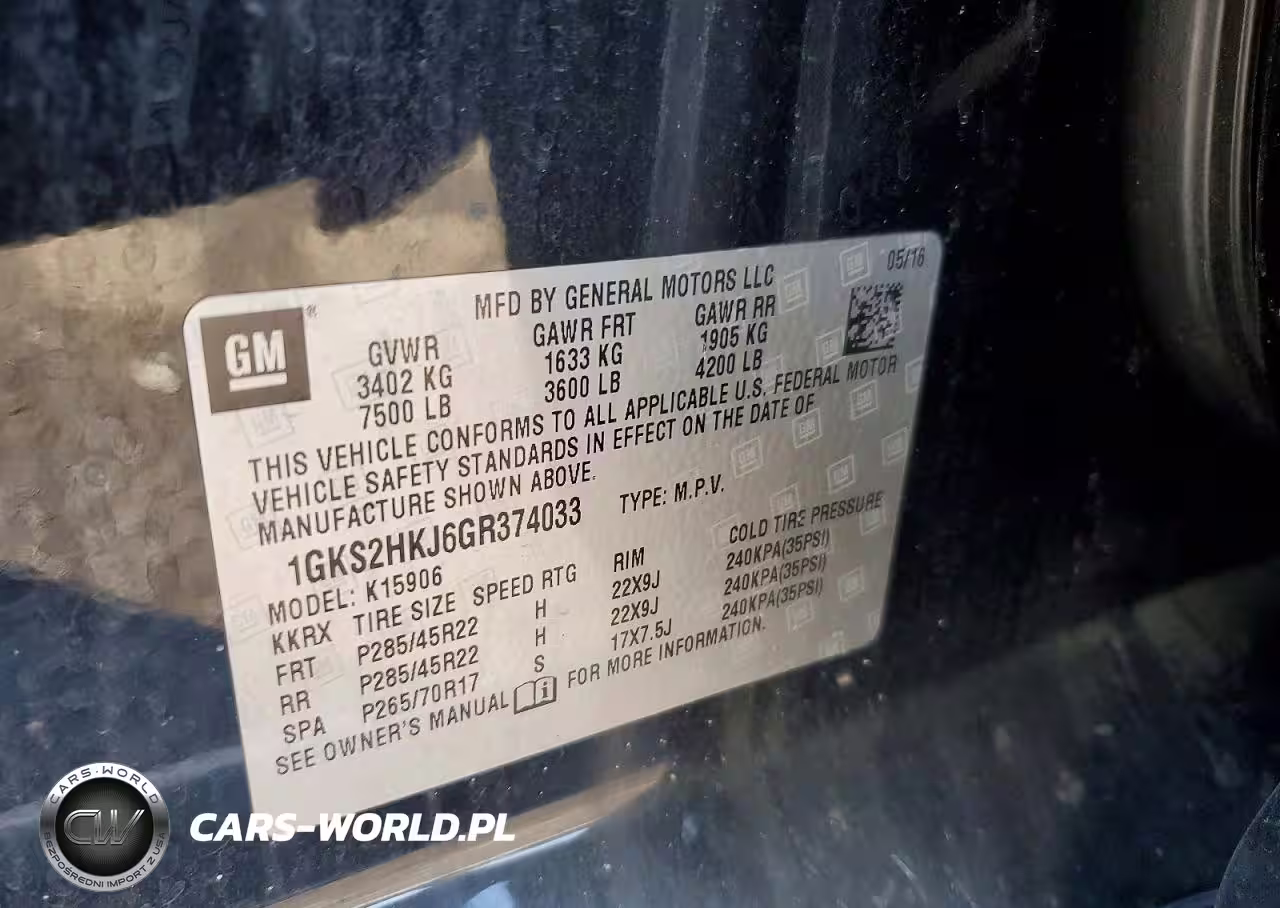 MFD BY GENERAL MOTORS LLC
05/16
GM®
GVWR GAWR FRT GAWR RR
3402 KG 1633 KG 1905 KG
7500 LB 3600 LB 4200 LB
THIS VEHICLE CONFORMS TO ALL APPLICABLE U.S. FEDERAL MOTOR
VEHICLE SAFETY STANDARDS IN EFFECT ON THE DATE OF
MANUFACTURE SHOWN ABOVE.
1GKS2HKJ6GR374033 TYPE: M.P.V.
MODEL: K15906
KKRX TIRE SIZE SPEED RTG RIM COLD TIRE PRESSURE
FRT P285/45R22 H 22X9J 240KPA(35PSI)
RR P285/45R22 H 22X9J 240KPA(35PSI)
SPA P265/70R17 S 17X7.5J 240KPA(35PSI)
SEE OWNER'S MANUAL FOR MORE INFORMATION.
CARS-WORLD
CW
BEZPOŚREDNI IMPORT Z USA
CARS-WORLD.PL